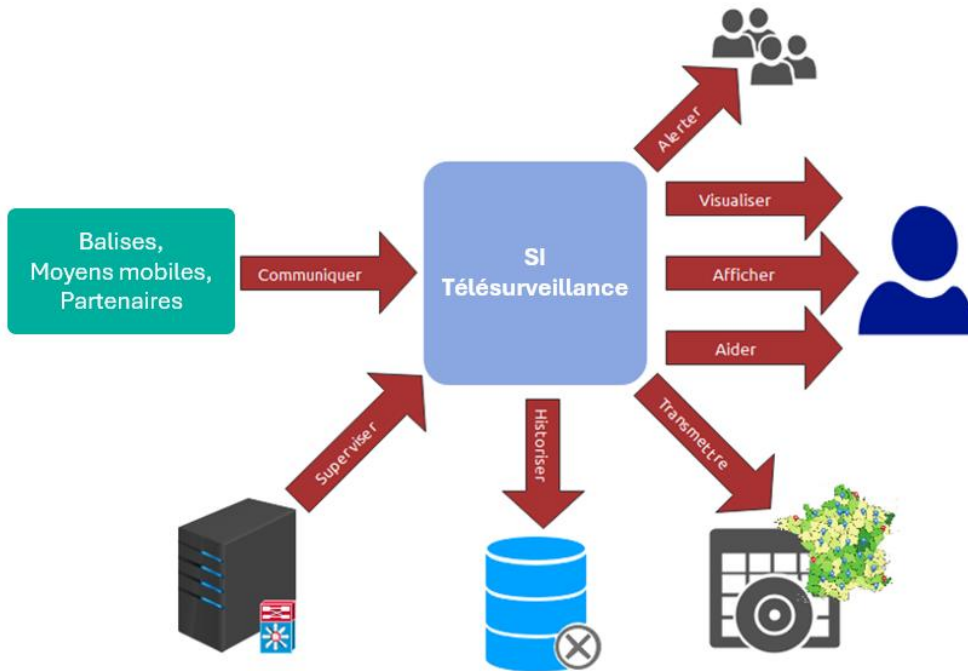 Alerter
Visualiser
Balises,
Moyens mobiles,
Partenaires
Communiquer
SI
Télésurveillance
Afficher
Aider
Superviser
Historiser
Transmettre